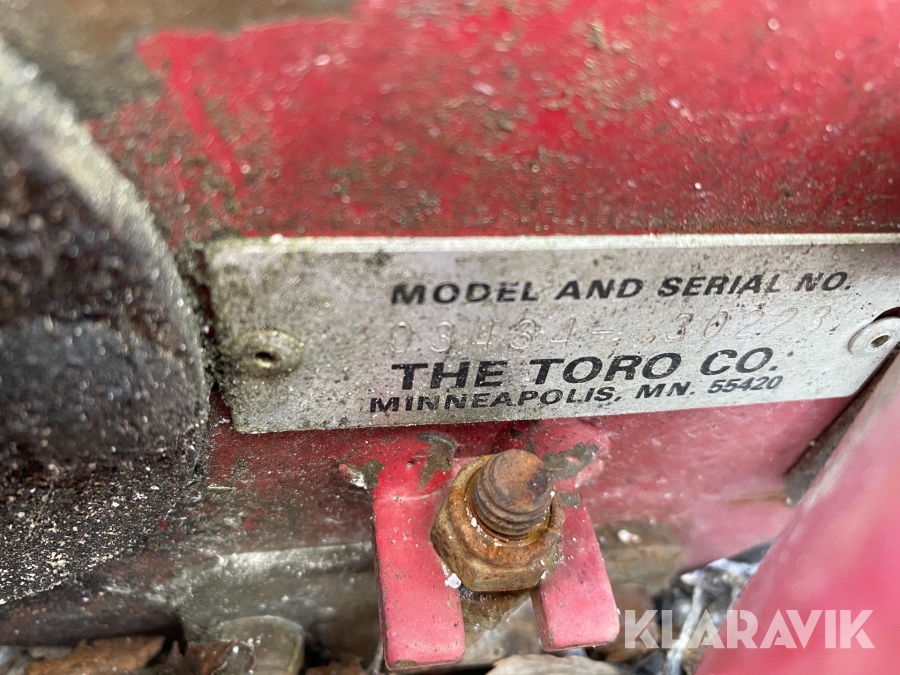 MODEL AND SERIAL NO.
03434- 30223
THE TORO CO.
MINNEAPOLIS, MN. 55420
KLARAVIK